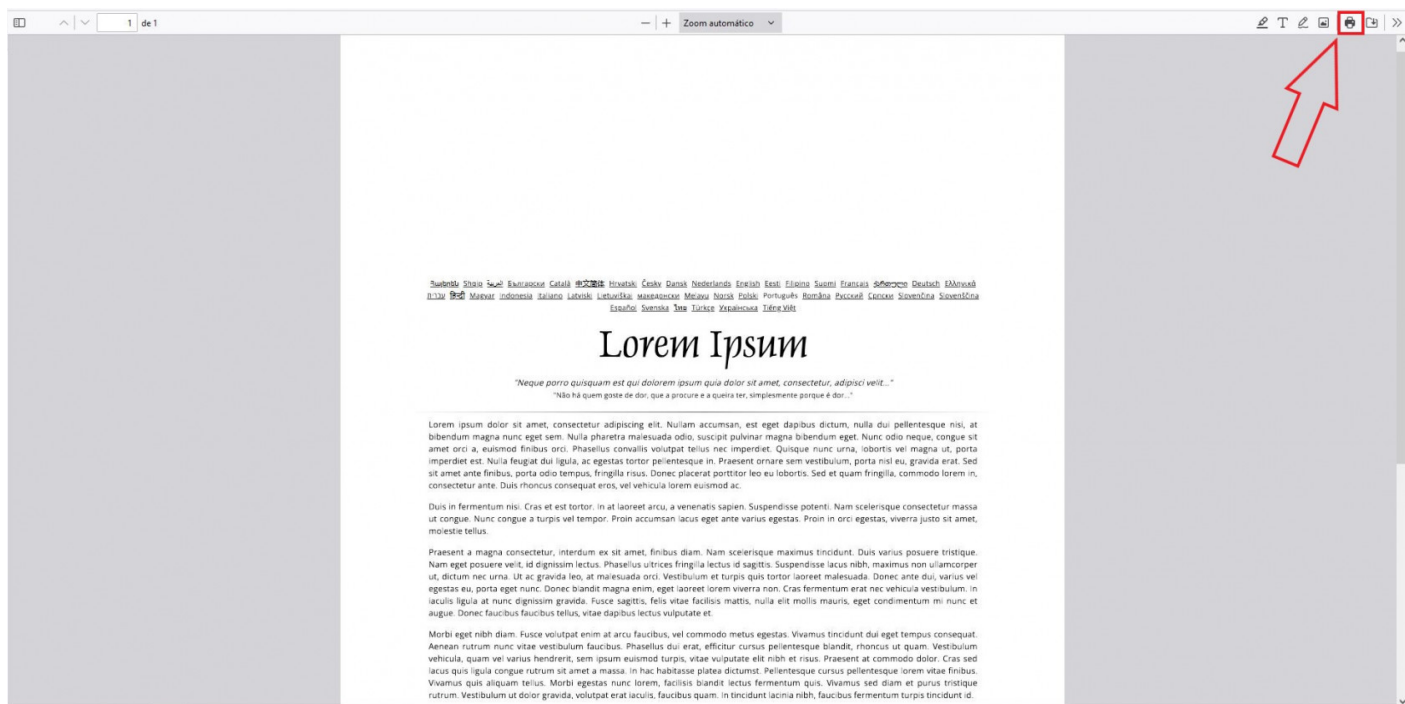 1 de 1
Zoom automático
Հայերեն Shqip العربية Български Català 中文简体 Hrvatski Česky Dansk Nederlands English Eesti Filipino Suomi Français ქართული Deutsch Ελληνικά
עברית हिन्दी Magyar Indonesia Italiano Latviski Lietuviškai македонски Melayu Norsk Polski Português Româna Pyccкий Српски Slovenčina Slovenščina
Español Svenska ไทย Türkçe Українська Tiếng Việt
Lorem Ipsum
"Neque porro quisquam est qui dolorem ipsum quia dolor sit amet, consectetur, adipisci velit..."
"Não há quem goste de dor, que a procure e a queira ter, simplesmente porque é dor..."
Lorem ipsum dolor sit amet, consectetur adipiscing elit. Nullam accumsan, est eget dapibus dictum, nulla dui pellentesque nisi, at
bibendum magna nunc eget sem. Nulla pharetra malesuada odio, suscipit pulvinar magna bibendum eget. Nunc odio neque, congue sit
amet orci a, euismod finibus orci. Phasellus convallis volutpat tellus nec imperdiet. Quisque nunc urna, lobortis vel magna ut, porta
imperdiet est. Nulla feugiat dui ligula, ac egestas tortor pellentesque in. Praesent ornare sem vestibulum, porta nisl eu, gravida erat. Sed
sit amet ante finibus, porta odio tempus, fringilla risus. Donec placerat porttitor leo eu lobortis. Sed et quam fringilla, commodo lorem in,
consectetur ante. Duis rhoncus consequat eros, vel vehicula lorem euismod ac.
Duis in fermentum nisi. Cras et est tortor. In at laoreet arcu, a venenatis sapien. Suspendisse potenti. Nam scelerisque consectetur massa
ut congue. Nunc congue a turpis vel tempor. Proin accumsan lacus eget ante varius egestas. Proin in orci egestas, viverra justo sit amet,
molestie tellus.
Praesent a magna consectetur, interdum ex sit amet, finibus diam. Nam scelerisque maximus tincidunt. Duis varius posuere tristique.
Nam eget posuere velit, id dignissim lectus. Phasellus ultrices fringilla lectus id sagittis. Suspendisse lacus nibh, maximus non ullamcorper
ut, dictum nec urna. Ut ac gravida leo, at malesuada orci. Vestibulum et turpis quis tortor laoreet malesuada. Donec ante dui, varius vel
egestas eu, porta eget nunc. Donec blandit magna enim, eget laoreet lorem viverra non. Cras fermentum erat nec vehicula vestibulum. In
iaculis ligula at nunc dignissim gravida. Fusce sagittis, felis vitae facilisis mattis, nulla elit mollis mauris, eget condimentum mi nunc et
augue. Donec faucibus faucibus tellus, vitae dapibus lectus vulputate et.
Morbi eget nibh diam. Fusce volutpat enim at arcu faucibus, vel commodo metus egestas. Vivamus tincidunt dui eget tempus consequat.
Aenean rutrum nunc vitae vestibulum faucibus. Phasellus dui erat, efficitur cursus pellentesque blandit, rhoncus ut quam. Vestibulum
vehicula, quam vel varius hendrerit, sem ipsum euismod turpis, vitae vulputate elit nibh et risus. Praesent at commodo dolor. Cras sed
lacus quis ligula congue rutrum sit amet a massa. In hac habitasse platea dictumst. Pellentesque cursus pellentesque lorem vitae finibus.
Vivamus quis aliquam tellus. Morbi egestas nunc lorem, facilisis blandit lectus fermentum quis. Vivamus sed diam et purus tristique
rutrum. Vestibulum ut dolor gravida, volutpat erat iaculis, faucibus quam. In tincidunt lacinia nibh, faucibus fermentum turpis tincidunt id.